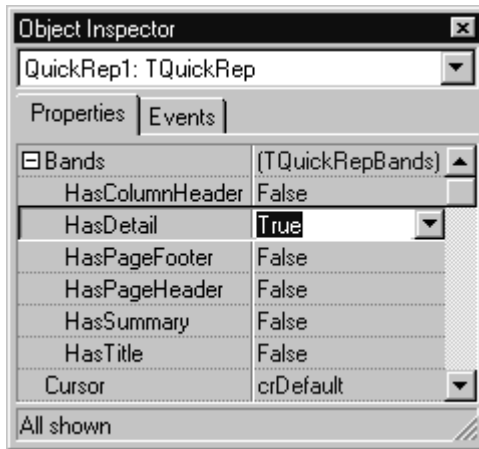 Object Inspector
QuickRep1: TQuickRep
Properties Events
Bands (TQuickRepBands)
HasColumnHeader False
HasDetail True
HasPageFooter False
HasPageHeader False
HasSummary False
HasTitle False
Cursor crDefault
All shown